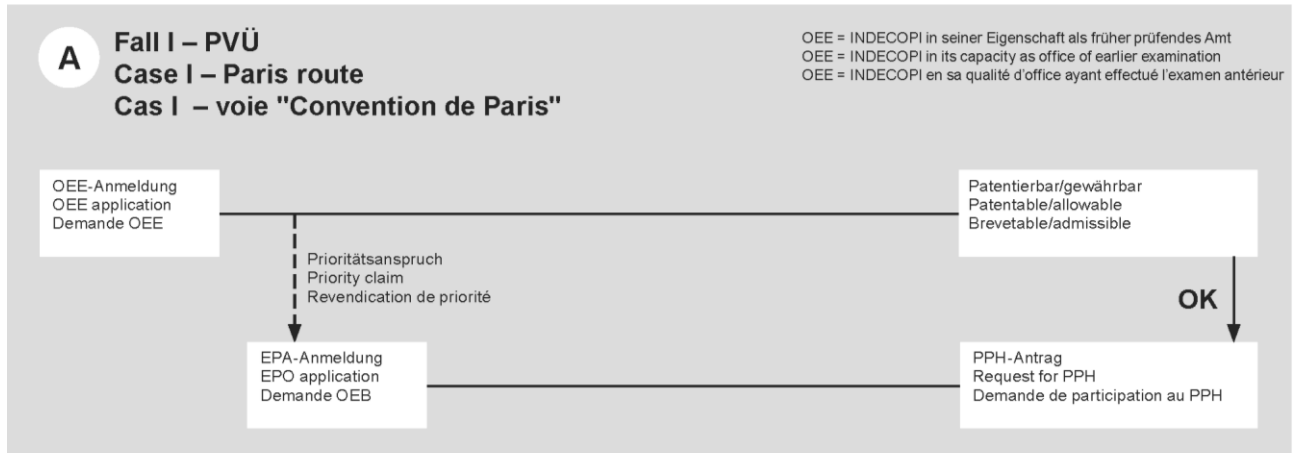 A
Fall I – PVÜ
Case I – Paris route
Cas I – voie "Convention de Paris"
OEE = INDECOPI in seiner Eigenschaft als früher prüfendes Amt
OEE = INDECOPI in its capacity as office of earlier examination
OEE = INDECOPI en sa qualité d'office ayant effectué l'examen antérieur
OEE-Anmeldung
OEE application
Demande OEE
Patentierbar/gewährbar
Patentable/allowable
Brevetable/admissible
Prioritätsanspruch
Priority claim
Revendication de priorité
OK
EPA-Anmeldung
EPO application
Demande OEB
PPH-Antrag
Request for PPH
Demande de participation au PPH